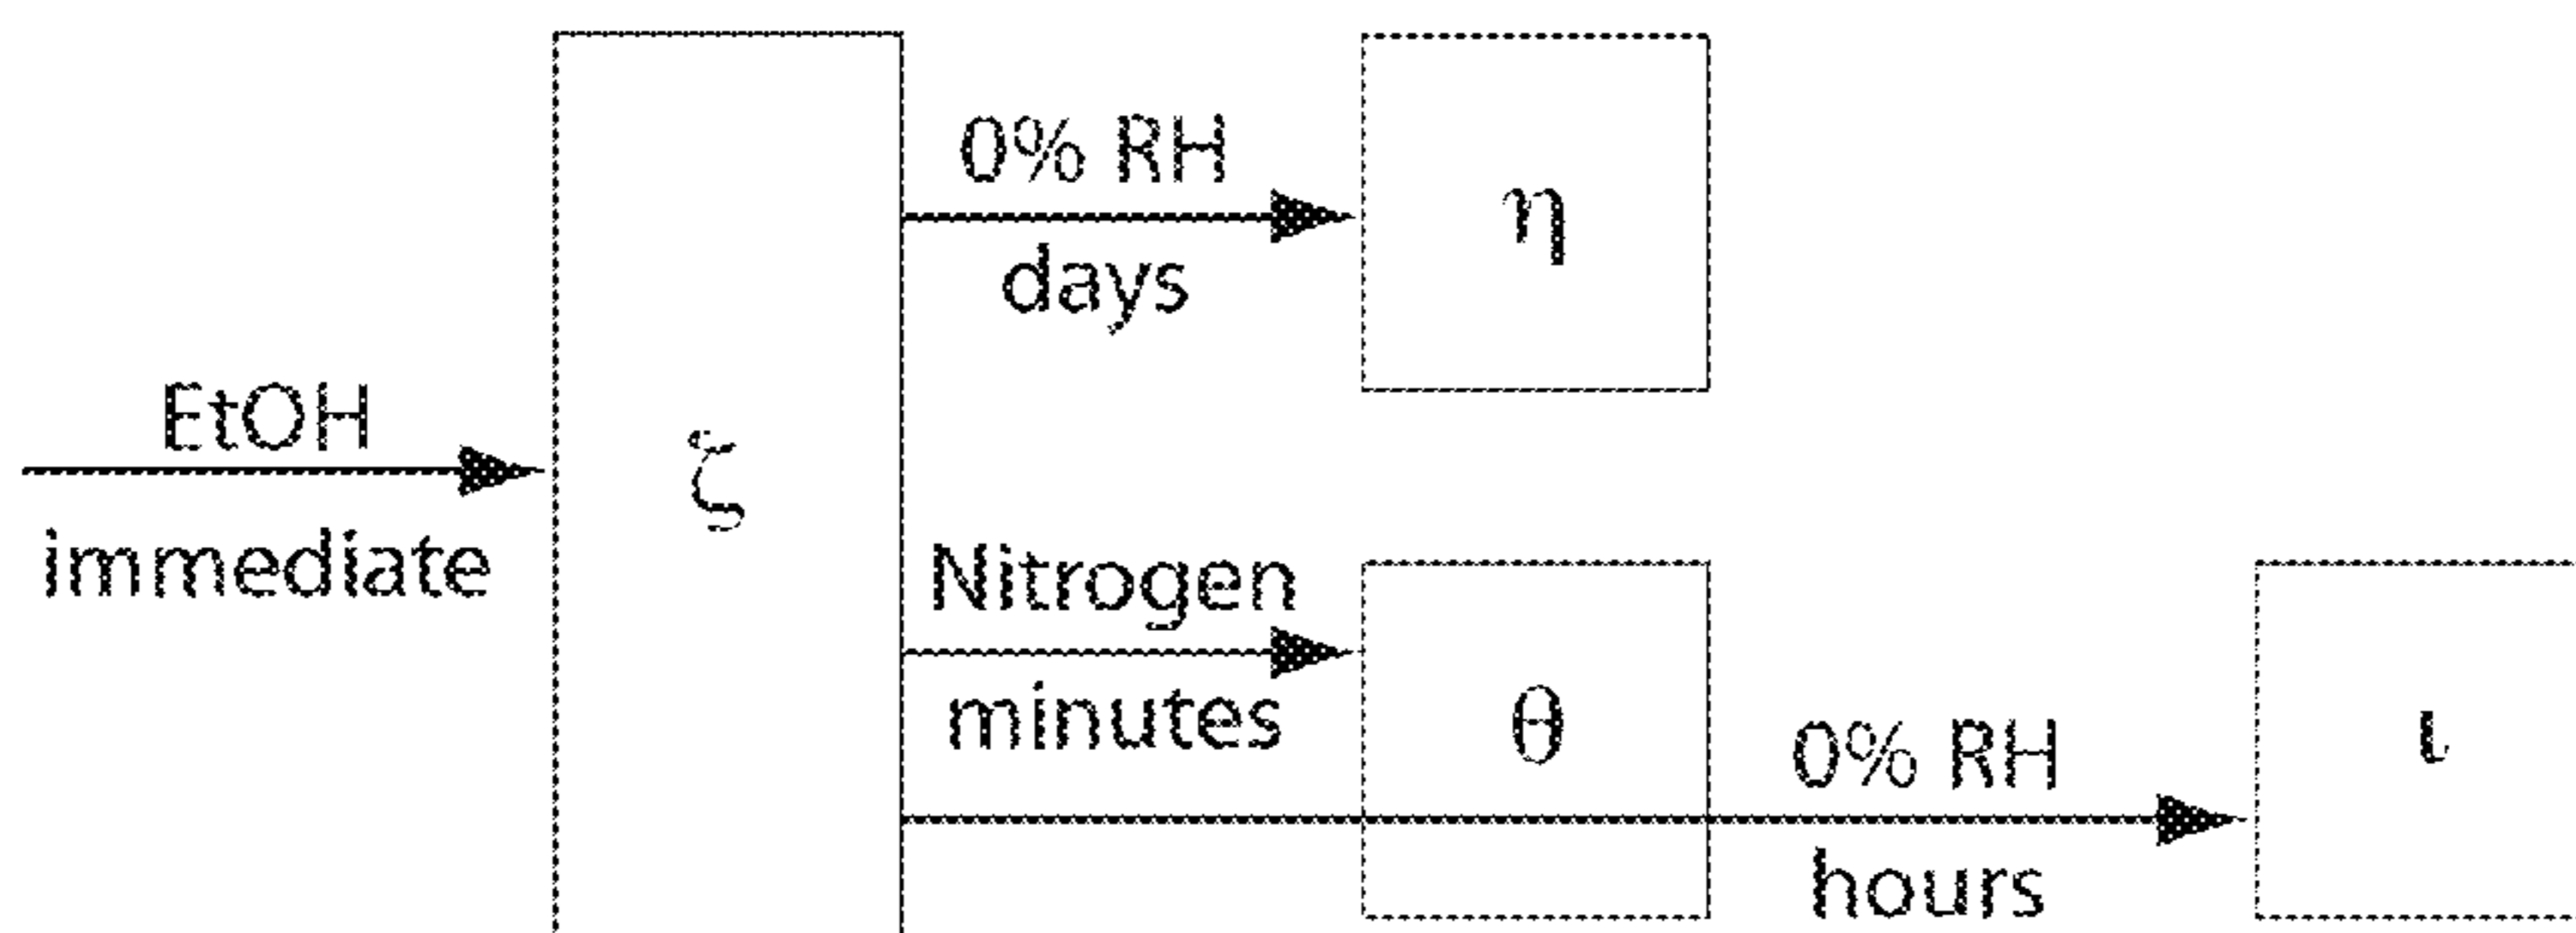 0% RH
η
days
EtOH
ζ
immediate
Nitrogen
minutes
θ
0% RH
ι
hours